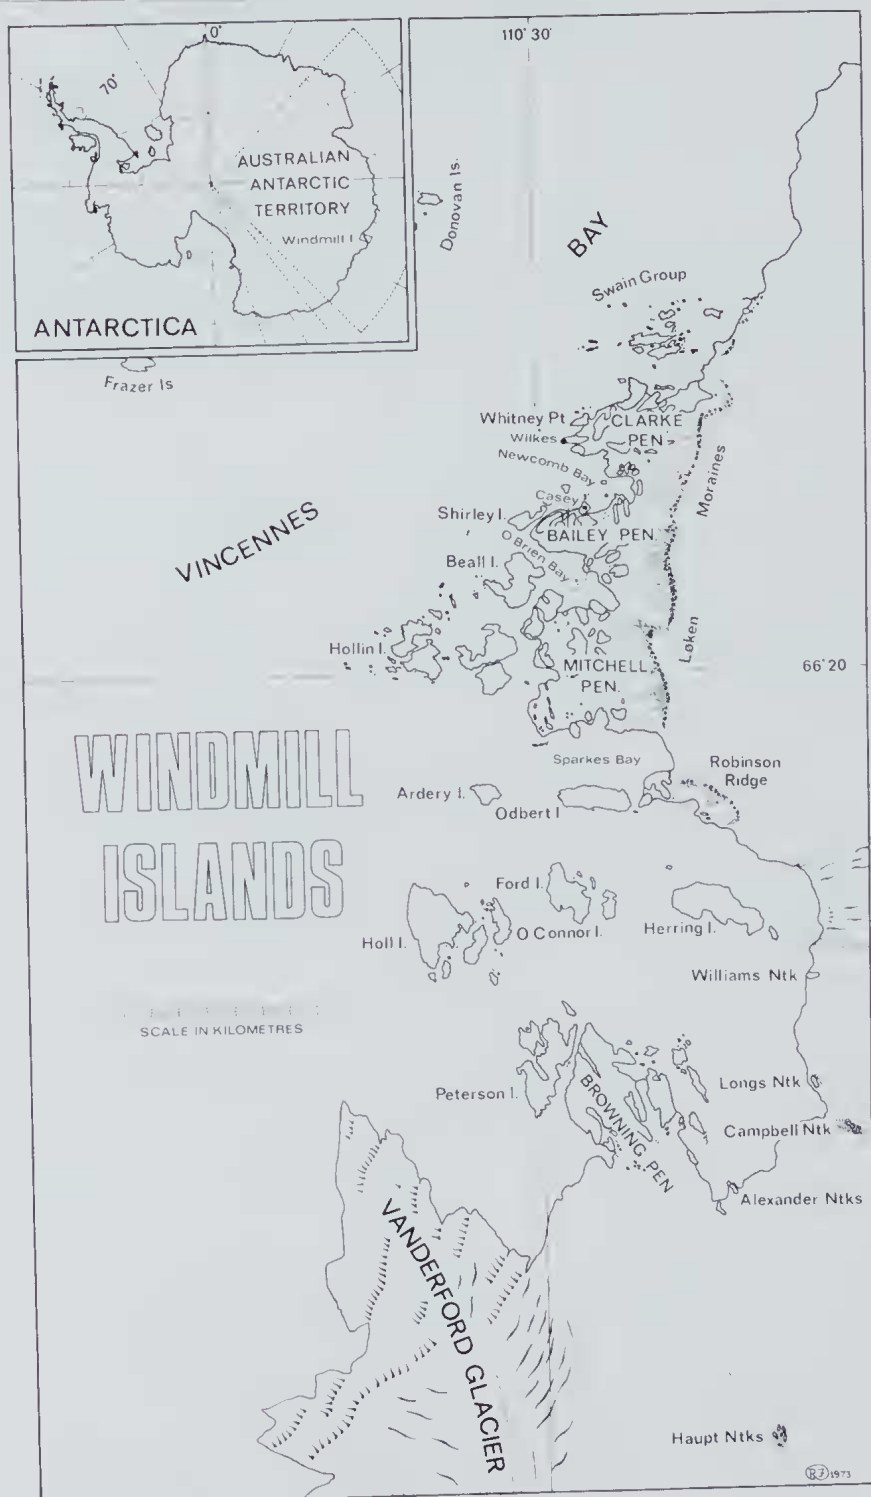 0°
70°
AUSTRALIAN
ANTARCTIC
TERRITORY
Windmill I
ANTARCTICA
110° 30
Donovan Is.
BAY
Swain Group
Frazer Is
Whitney Pt
CLARKE
PEN
Wilkes
Newcomb Bay
Moraines
Casey
Shirley I.
BAILEY PEN.
VINCENNES
O Brien Bay
Beall I.
Løken
Hollin I.
MITCHELL
PEN.
66°20
WINDMILL
ISLANDS
Sparkes Bay
Robinson
Ridge
Ardery I.
Odbert I
Ford I.
Holl I.
O Connor I.
Herring I.
Williams Ntk
SCALE IN KILOMETRES
Peterson I.
BROWNING PEN
Longs Ntk
Campbell Ntk
Alexander Ntks
VANDERFORD GLACIER
Haupt Ntks
1973